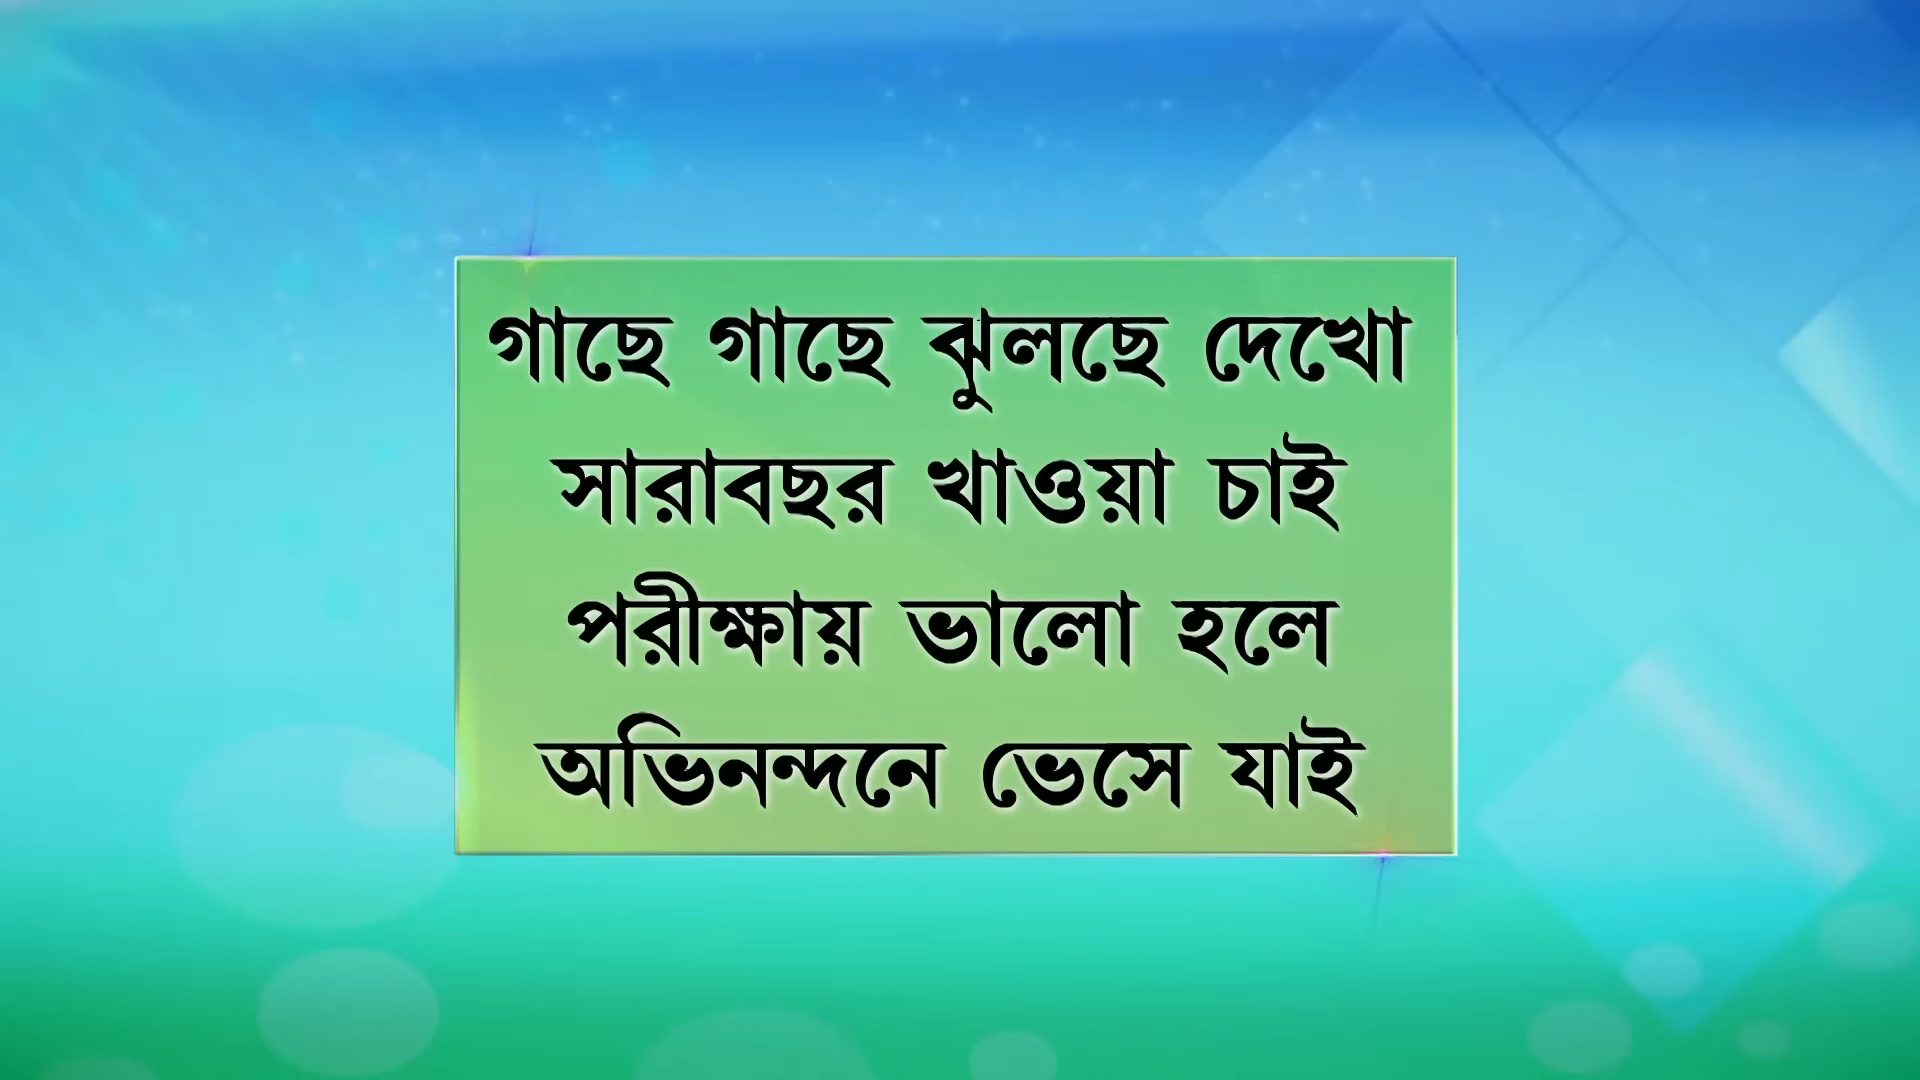 গাছে গাছে ঝুলছে দেখো
সারাবছর খাওয়া চাই
পরীক্ষায় ভালো হলে
অভিনন্দনে ভেসে যাই